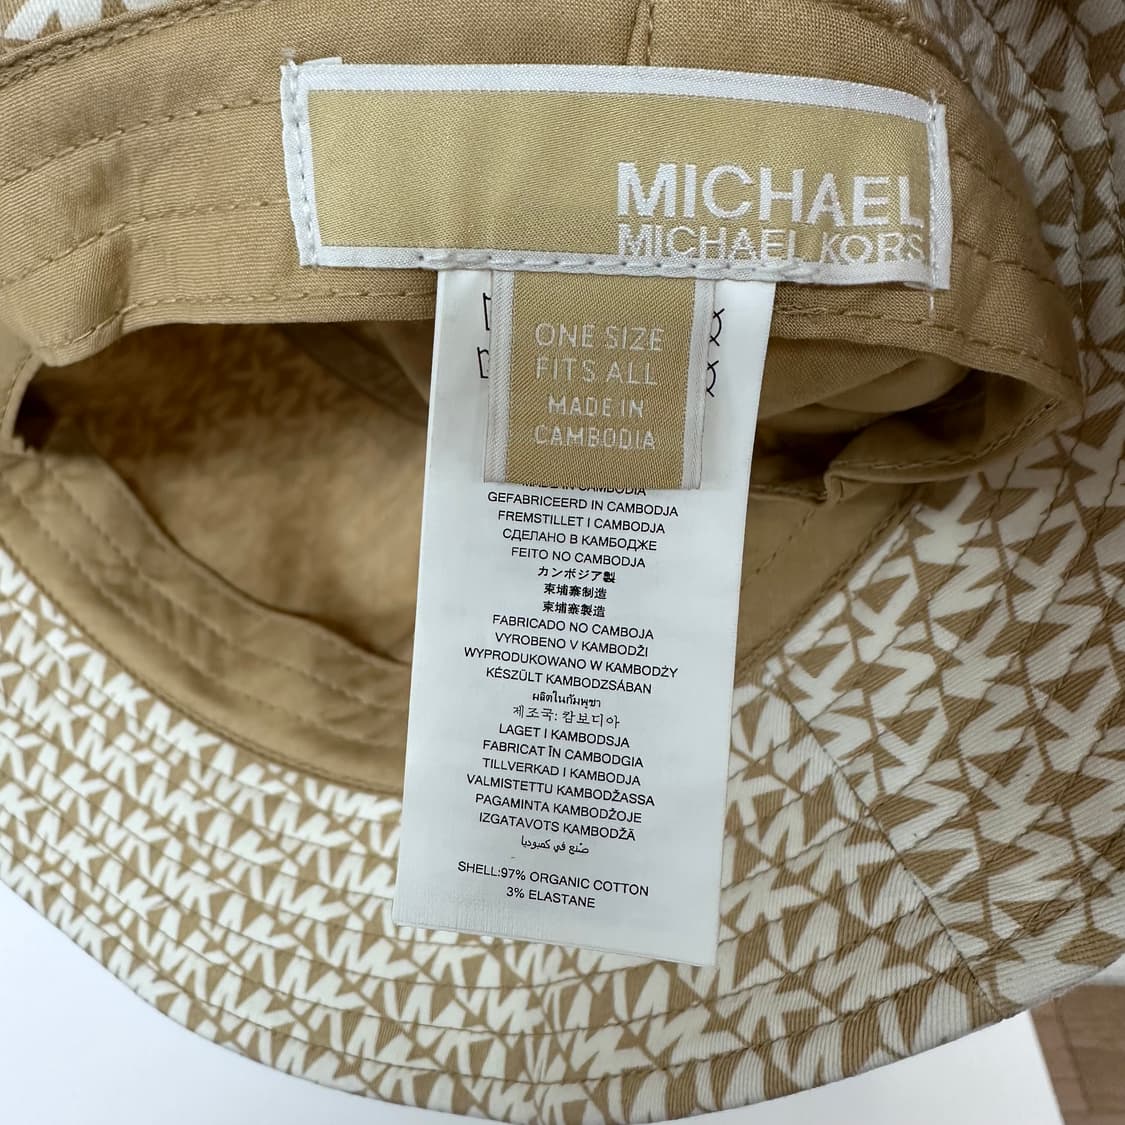 MICHAEL
MICHAEL KORS
ONE SIZE
FITS ALL
MADE IN
CAMBODIA
MADE IN CAMBODIA
GEFABRICEERD IN CAMBODJA
FREMSTILLET I CAMBODJA
СДЕЛАНО В КАМБОДЖЕ
FEITO NO CAMBODJA
カンボジア製
柬埔寨制造
柬埔寨製造
FABRICADO NO CAMBOJA
VYROBENO V KAMBODŽI
WYPRODUKOWANO W KAMBODŻY
KÉSZÜLT KAMBODZSÁBAN
ผลิตในกัมพูชา
제조국: 캄보디아
LAGET I KAMBODSJA
FABRICAT ÎN CAMBODGIA
TILLVERKAD I KAMBODJA
VALMISTETTU KAMBODŽASSA
PAGAMINTA KAMBODŽOJE
IZGATAVOTS KAMBODŽĀ
صنع في كمبوديا
SHELL:97% ORGANIC COTTON
3% ELASTANE